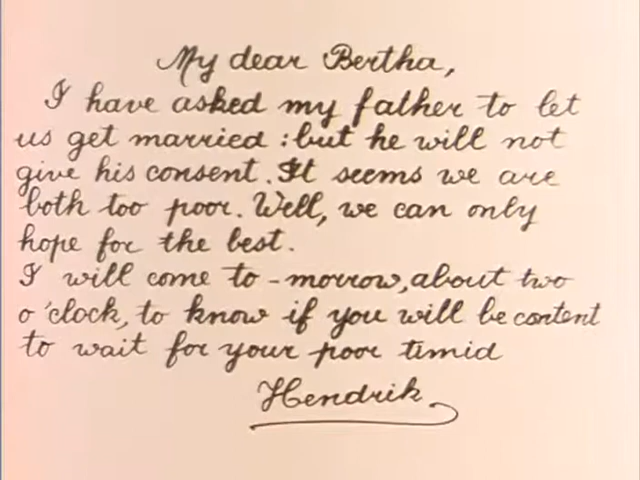 My dear Bertha,
I have asked my father to let
us get married : but he will not
give his consent. It seems we are
both too poor. Well, we can only
hope for the best.
I will come to-morrow, about two
o'clock, to know if you will be content
to wait for your poor timid
Hendrik